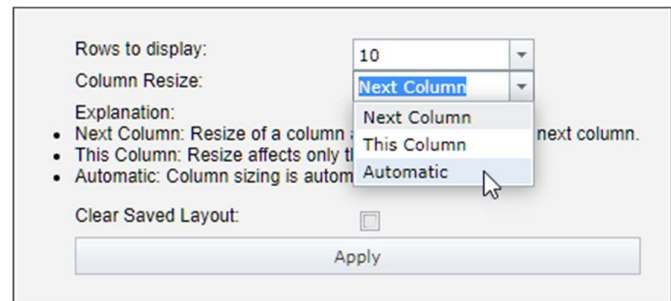 Rows to display: 10
Column Resize: Next Column
Next Column
This Column
Automatic
Explanation:
• Next Column: Resize of a column next column.
• This Column: Resize affects only
• Automatic: Column sizing is autom
Clear Saved Layout:
Apply